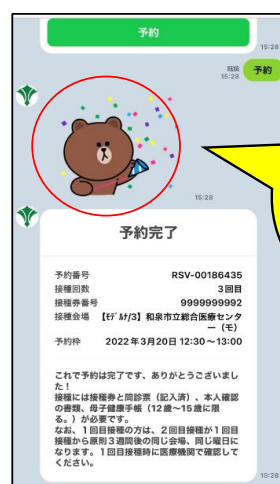 予約
15:28
既読
15:28
予約
15:28
予約完了
予約番号 RSV-00186435
接種回数 3回目
接種券番号 9999999992
接種会場 【ﾓﾃﾞﾙﾅ/3】和泉市立総合医療センタ
ー（モ）
予約枠 2022年3月20日 12:30～13:00
これで予約は完了です、ありがとうございまし
た！
接種には接種券と問診票（記入済）、本人確認
の書類、母子健康手帳（12歳～15歳に限
る。）が必要です。
なお、1回目接種の方は、2回目接種が1回目
接種から原則3週間後の同じ会場、同じ曜日に
なります。1回目接種時に医療機関で確認して
ください。
15:28